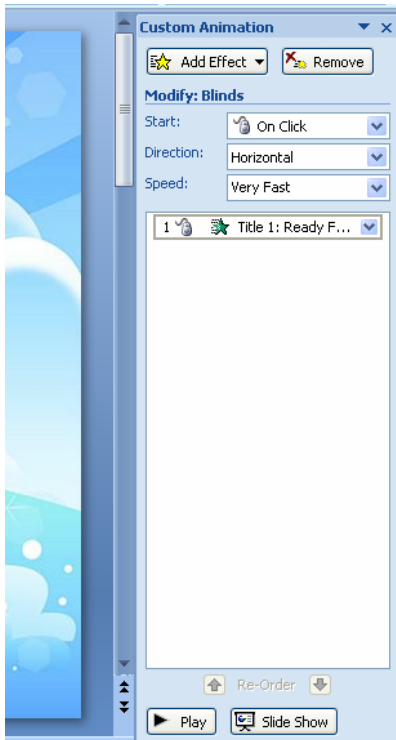 Custom Animation
Add Effect Remove
Modify: Blinds
Start: On Click
Direction: Horizontal
Speed: Very Fast
1 Title 1: Ready F...
Re-Order
Play Slide Show